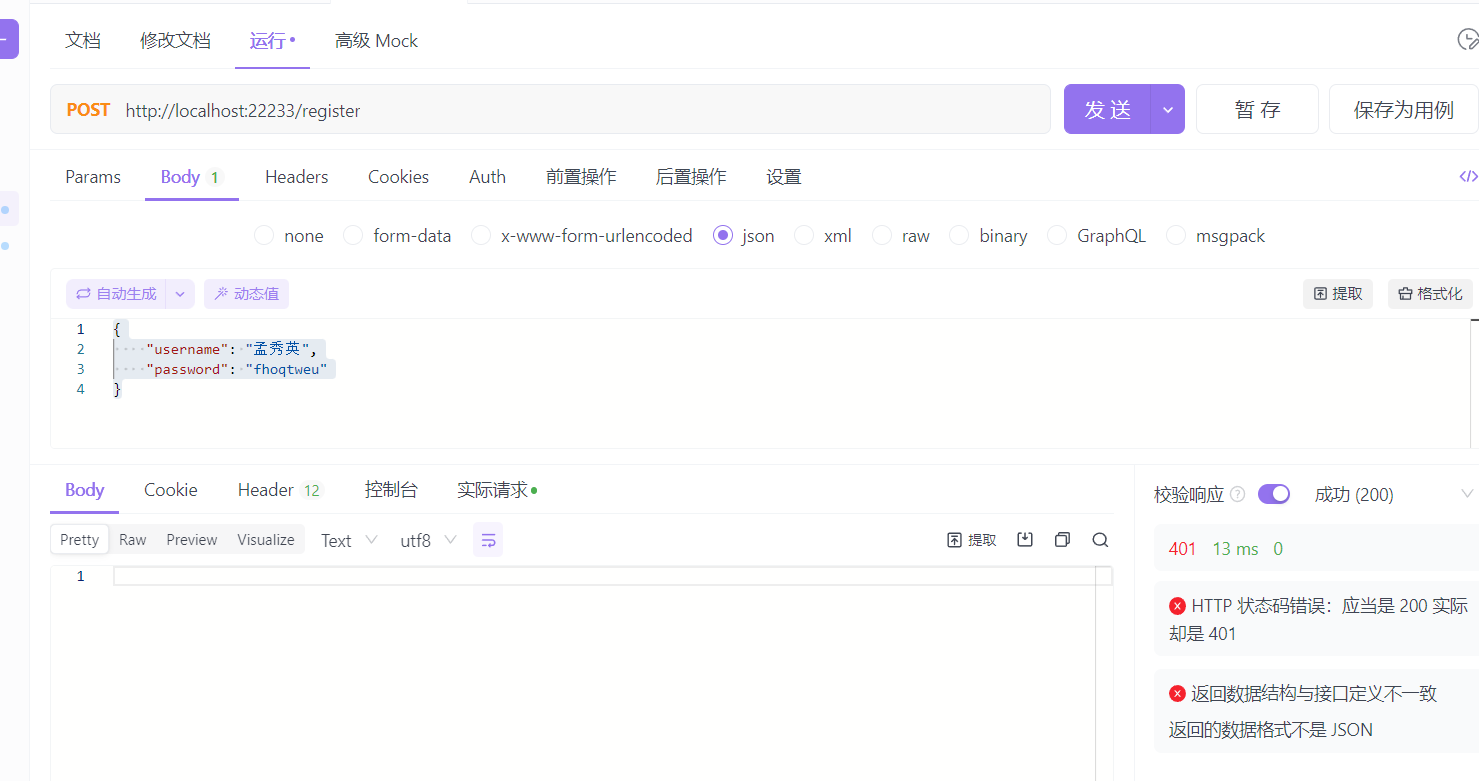 文档 修改文档 运行 高级 Mock
POST http://localhost:22233/register 发 送 暂 存 保存为用例
Params Body 1 Headers Cookies Auth 前置操作 后置操作 设置 </>
none form-data x-www-form-urlencoded json xml raw binary GraphQL msgpack
自动生成 动态值 提取 格式化
1 {
2 "username": "孟秀英",
3 "password": "fhoqtweu"
4 }
Body Cookie Header 12 控制台 实际请求 校验响应 ? 成功 (200)
Pretty Raw Preview Visualize Text utf8 提取
401 13 ms 0
1
HTTP 状态码错误：应当是 200 实际
却是 401
返回数据结构与接口定义不一致
返回的数据格式不是 JSON